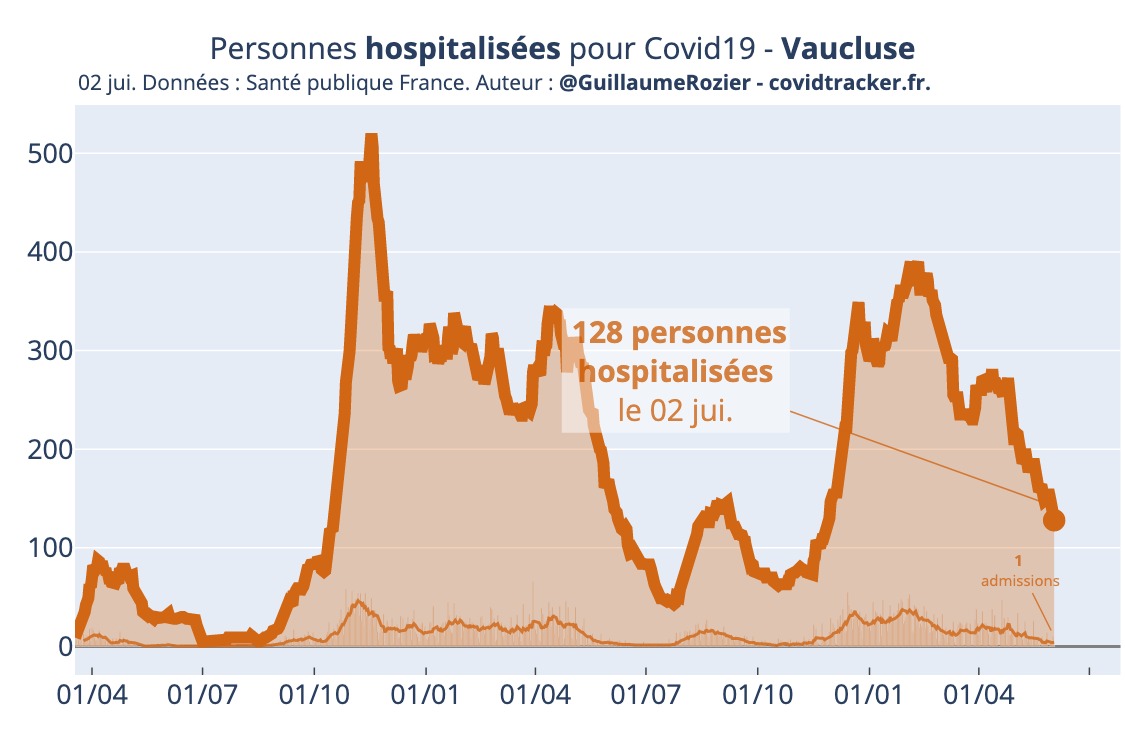 Personnes hospitalisées pour Covid19 - Vaucluse
02 jui. Données : Santé publique France. Auteur : @GuillaumeRozier - covidtracker.fr.
500
400
300
200
100
0
128 personnes
hospitalisées
le 02 jui.
1
admissions
01/04 01/07 01/10 01/01 01/04 01/07 01/10 01/01 01/04